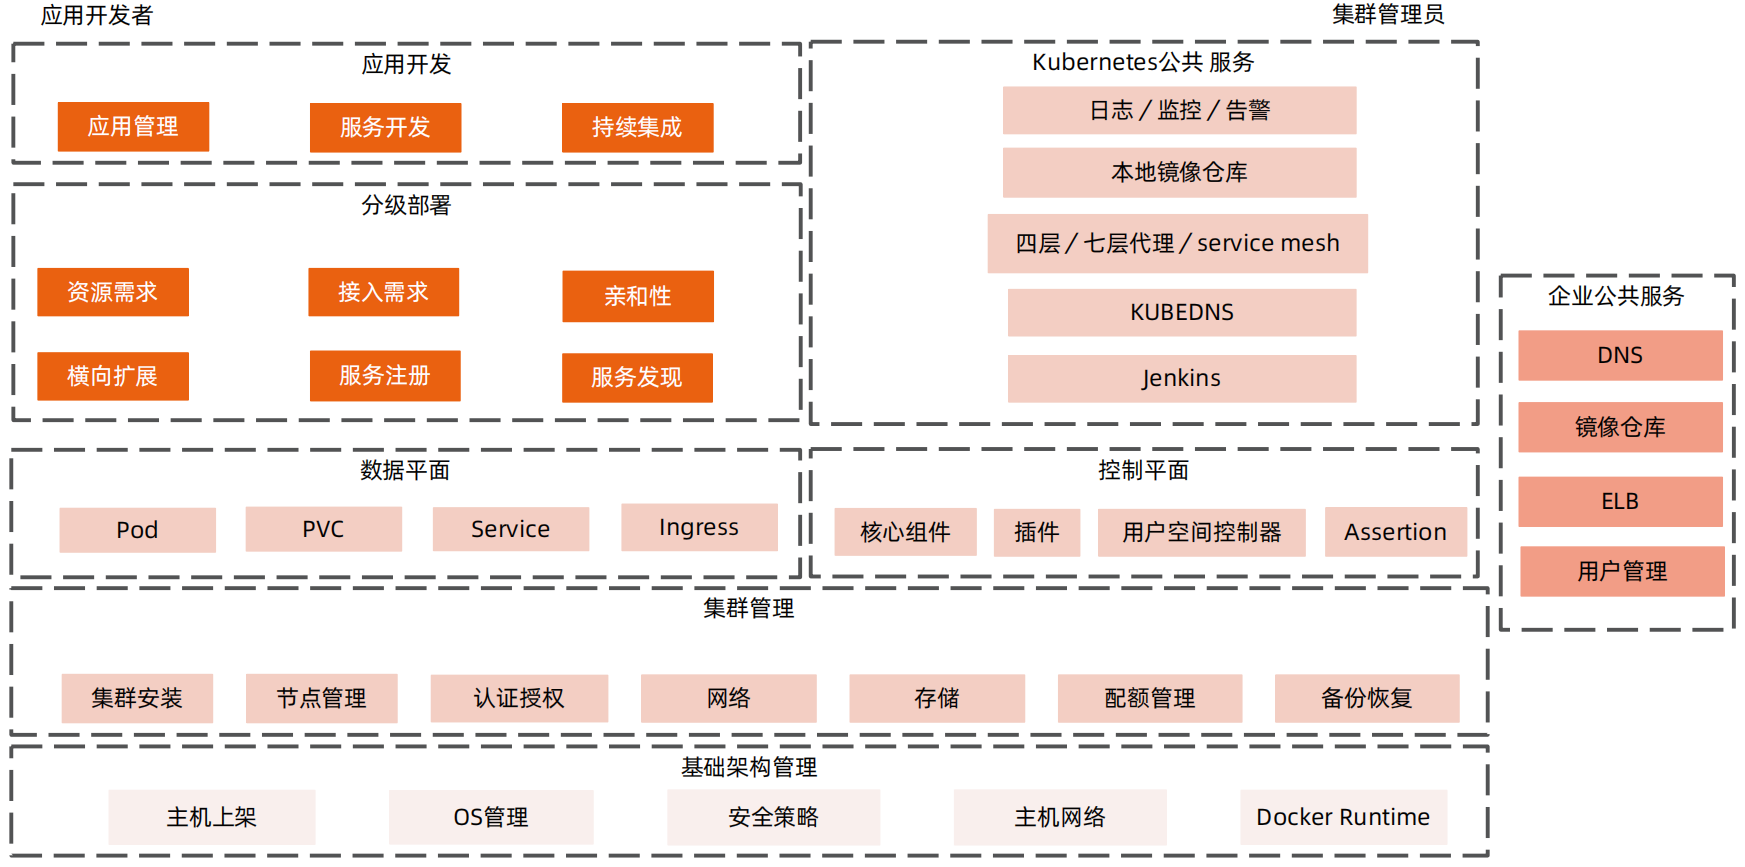 应用开发者
集群管理员
应用开发
应用管理
服务开发
持续集成
分级部署
资源需求
接入需求
亲和性
横向扩展
服务注册
服务发现
Kubernetes公共 服务
日志 / 监控 / 告警
本地镜像仓库
四层 / 七层代理 / service mesh
KUBEDNS
Jenkins
企业公共服务
DNS
镜像仓库
ELB
用户管理
数据平面
Pod
PVC
Service
Ingress
控制平面
核心组件
插件
用户空间控制器
Assertion
集群管理
集群安装
节点管理
认证授权
网络
存储
配额管理
备份恢复
基础架构管理
主机上架
OS管理
安全策略
主机网络
Docker Runtime